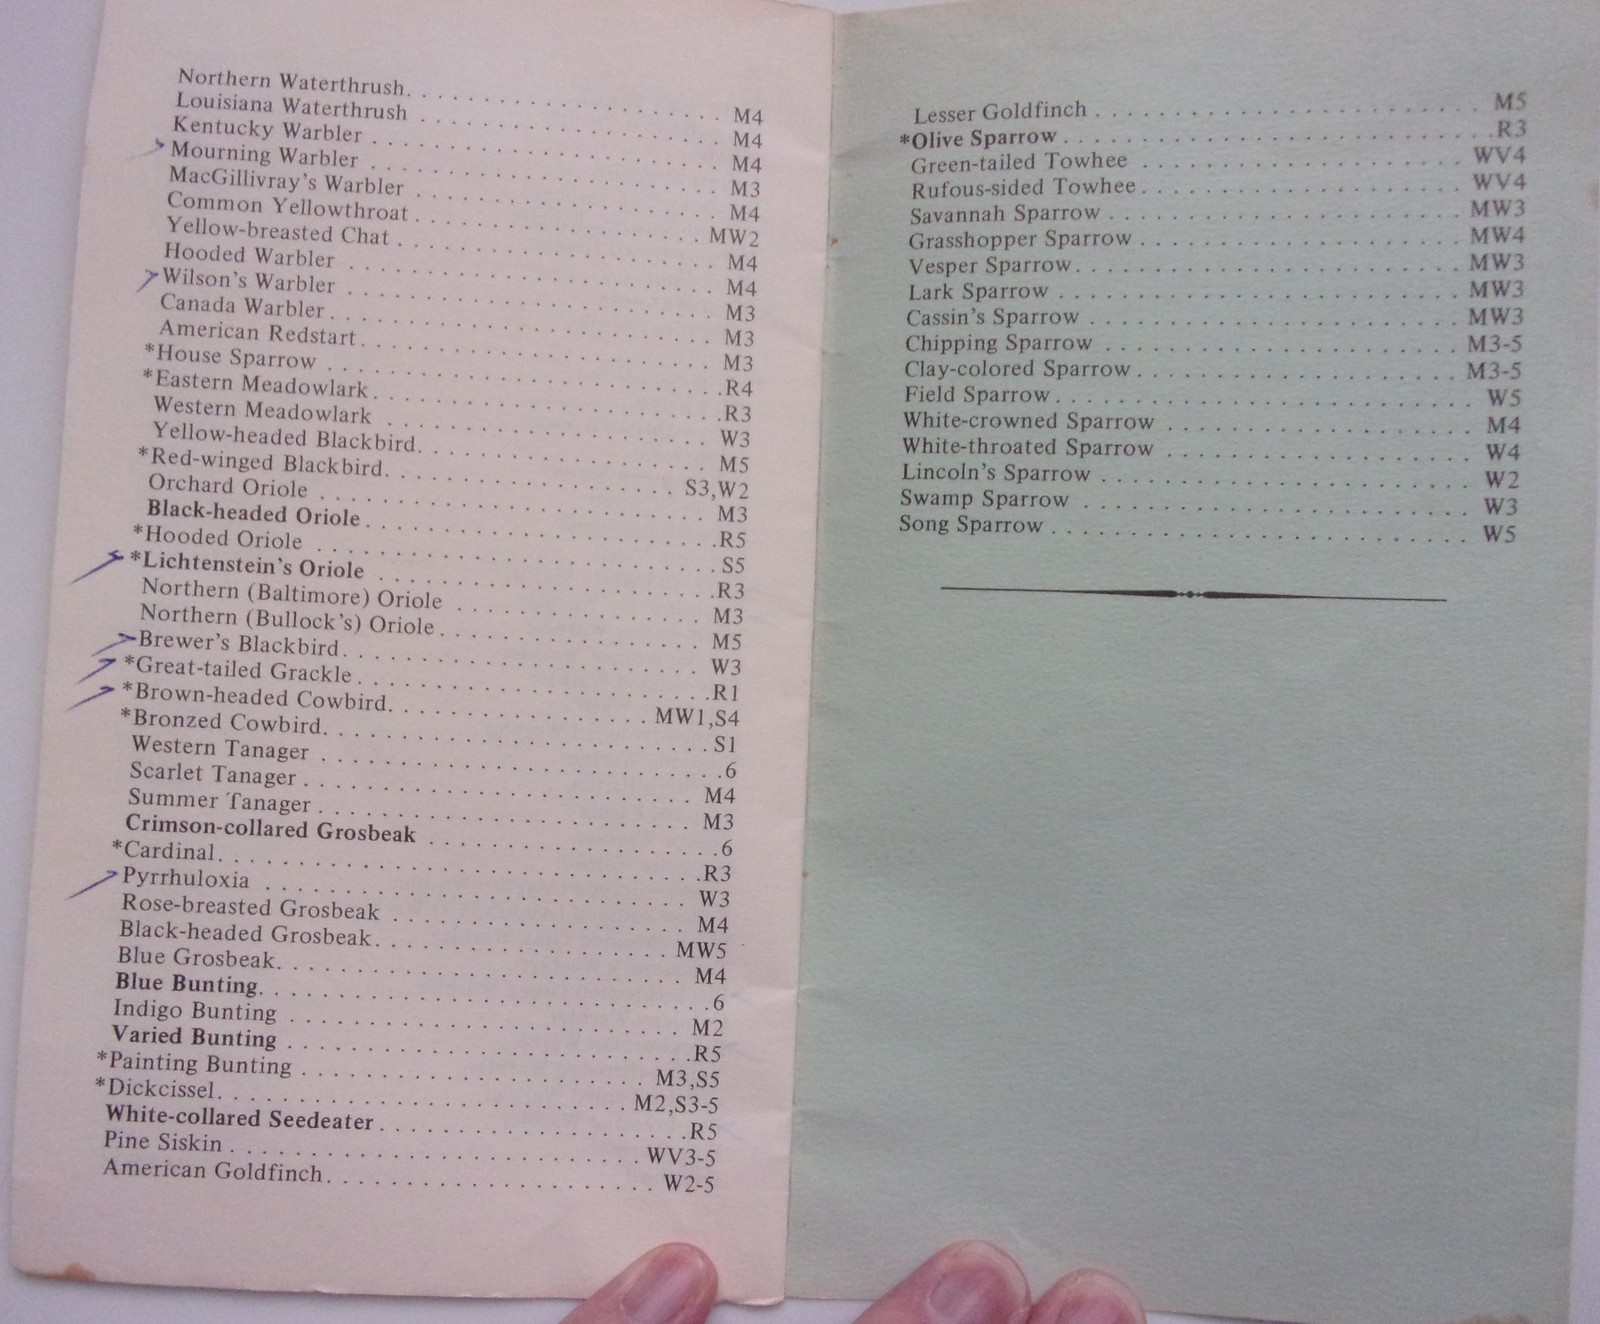 Northern Waterthrush. . . . . . . . . . . . . . . . . . . . M4
Louisiana Waterthrush . . . . . . . . . . . . . . . . . . . M4
Kentucky Warbler . . . . . . . . . . . . . . . . . . . . . . M4
Mourning Warbler . . . . . . . . . . . . . . . . . . . . . . M3
MacGillivray's Warbler . . . . . . . . . . . . . . . . . . . M4
Common Yellowthroat . . . . . . . . . . . . . . . . . . MW2
Yellow-breasted Chat . . . . . . . . . . . . . . . . . . . . M4
Hooded Warbler . . . . . . . . . . . . . . . . . . . . . . . M4
Wilson's Warbler . . . . . . . . . . . . . . . . . . . . . . M3
Canada Warbler. . . . . . . . . . . . . . . . . . . . . . . . M3
American Redstart. . . . . . . . . . . . . . . . . . . . . . M3
*House Sparrow . . . . . . . . . . . . . . . . . . . . . . . R4
*Eastern Meadowlark. . . . . . . . . . . . . . . . . . . . . R3
Western Meadowlark . . . . . . . . . . . . . . . . . . . . W3
Yellow-headed Blackbird. . . . . . . . . . . . . . . . . . M5
*Red-winged Blackbird. . . . . . . . . . . . . . . . . S3,W2
Orchard Oriole . . . . . . . . . . . . . . . . . . . . . . . M3
Black-headed Oriole. . . . . . . . . . . . . . . . . . . . . R5
*Hooded Oriole . . . . . . . . . . . . . . . . . . . . . . . S5
*Lichtenstein's Oriole . . . . . . . . . . . . . . . . . . . R3
Northern (Baltimore) Oriole . . . . . . . . . . . . . . . M3
Northern (Bullock's) Oriole. . . . . . . . . . . . . . . . M5
Brewer's Blackbird. . . . . . . . . . . . . . . . . . . . . . W3
*Great-tailed Grackle. . . . . . . . . . . . . . . . . . . . . R1
*Brown-headed Cowbird. . . . . . . . . . . . . . . MW1,S4
*Bronzed Cowbird. . . . . . . . . . . . . . . . . . . . . . . S1
Western Tanager . . . . . . . . . . . . . . . . . . . . . . . 6
Scarlet Tanager . . . . . . . . . . . . . . . . . . . . . . . M4
Summer Tanager . . . . . . . . . . . . . . . . . . . . . . M3
Crimson-collared Grosbeak . . . . . . . . . . . . . . . . . 6
*Cardinal. . . . . . . . . . . . . . . . . . . . . . . . . . . . R3
Pyrrhuloxia . . . . . . . . . . . . . . . . . . . . . . . . . W3
Rose-breasted Grosbeak . . . . . . . . . . . . . . . . . . M4
Black-headed Grosbeak. . . . . . . . . . . . . . . . . . MW5
Blue Grosbeak. . . . . . . . . . . . . . . . . . . . . . . . . M4
Blue Bunting. . . . . . . . . . . . . . . . . . . . . . . . . . . 6
Indigo Bunting . . . . . . . . . . . . . . . . . . . . . . . . M2
Varied Bunting . . . . . . . . . . . . . . . . . . . . . . . . R5
*Painting Bunting . . . . . . . . . . . . . . . . . . . . M3,S5
*Dickcissel. . . . . . . . . . . . . . . . . . . . . . . . M2,S3-5
White-collared Seedeater. . . . . . . . . . . . . . . . . . . R5
Pine Siskin . . . . . . . . . . . . . . . . . . . . . . . . WV3-5
American Goldfinch. . . . . . . . . . . . . . . . . . . . W2-5
Lesser Goldfinch . . . . . . . . . . . . . . . . . . . . . . . M5
*Olive Sparrow . . . . . . . . . . . . . . . . . . . . . . . . R3
Green-tailed Towhee . . . . . . . . . . . . . . . . . . . WV4
Rufous-sided Towhee. . . . . . . . . . . . . . . . . . . WV4
Savannah Sparrow . . . . . . . . . . . . . . . . . . . . . MW3
Grasshopper Sparrow . . . . . . . . . . . . . . . . . . . MW4
Vesper Sparrow. . . . . . . . . . . . . . . . . . . . . . . MW3
Lark Sparrow . . . . . . . . . . . . . . . . . . . . . . . . MW3
Cassin's Sparrow . . . . . . . . . . . . . . . . . . . . . . MW3
Chipping Sparrow . . . . . . . . . . . . . . . . . . . . . M3-5
Clay-colored Sparrow . . . . . . . . . . . . . . . . . . . M3-5
Field Sparrow. . . . . . . . . . . . . . . . . . . . . . . . . W5
White-crowned Sparrow . . . . . . . . . . . . . . . . . . M4
White-throated Sparrow . . . . . . . . . . . . . . . . . . W4
Lincoln's Sparrow . . . . . . . . . . . . . . . . . . . . . . W2
Swamp Sparrow . . . . . . . . . . . . . . . . . . . . . . . W3
Song Sparrow . . . . . . . . . . . . . . . . . . . . . . . . W5